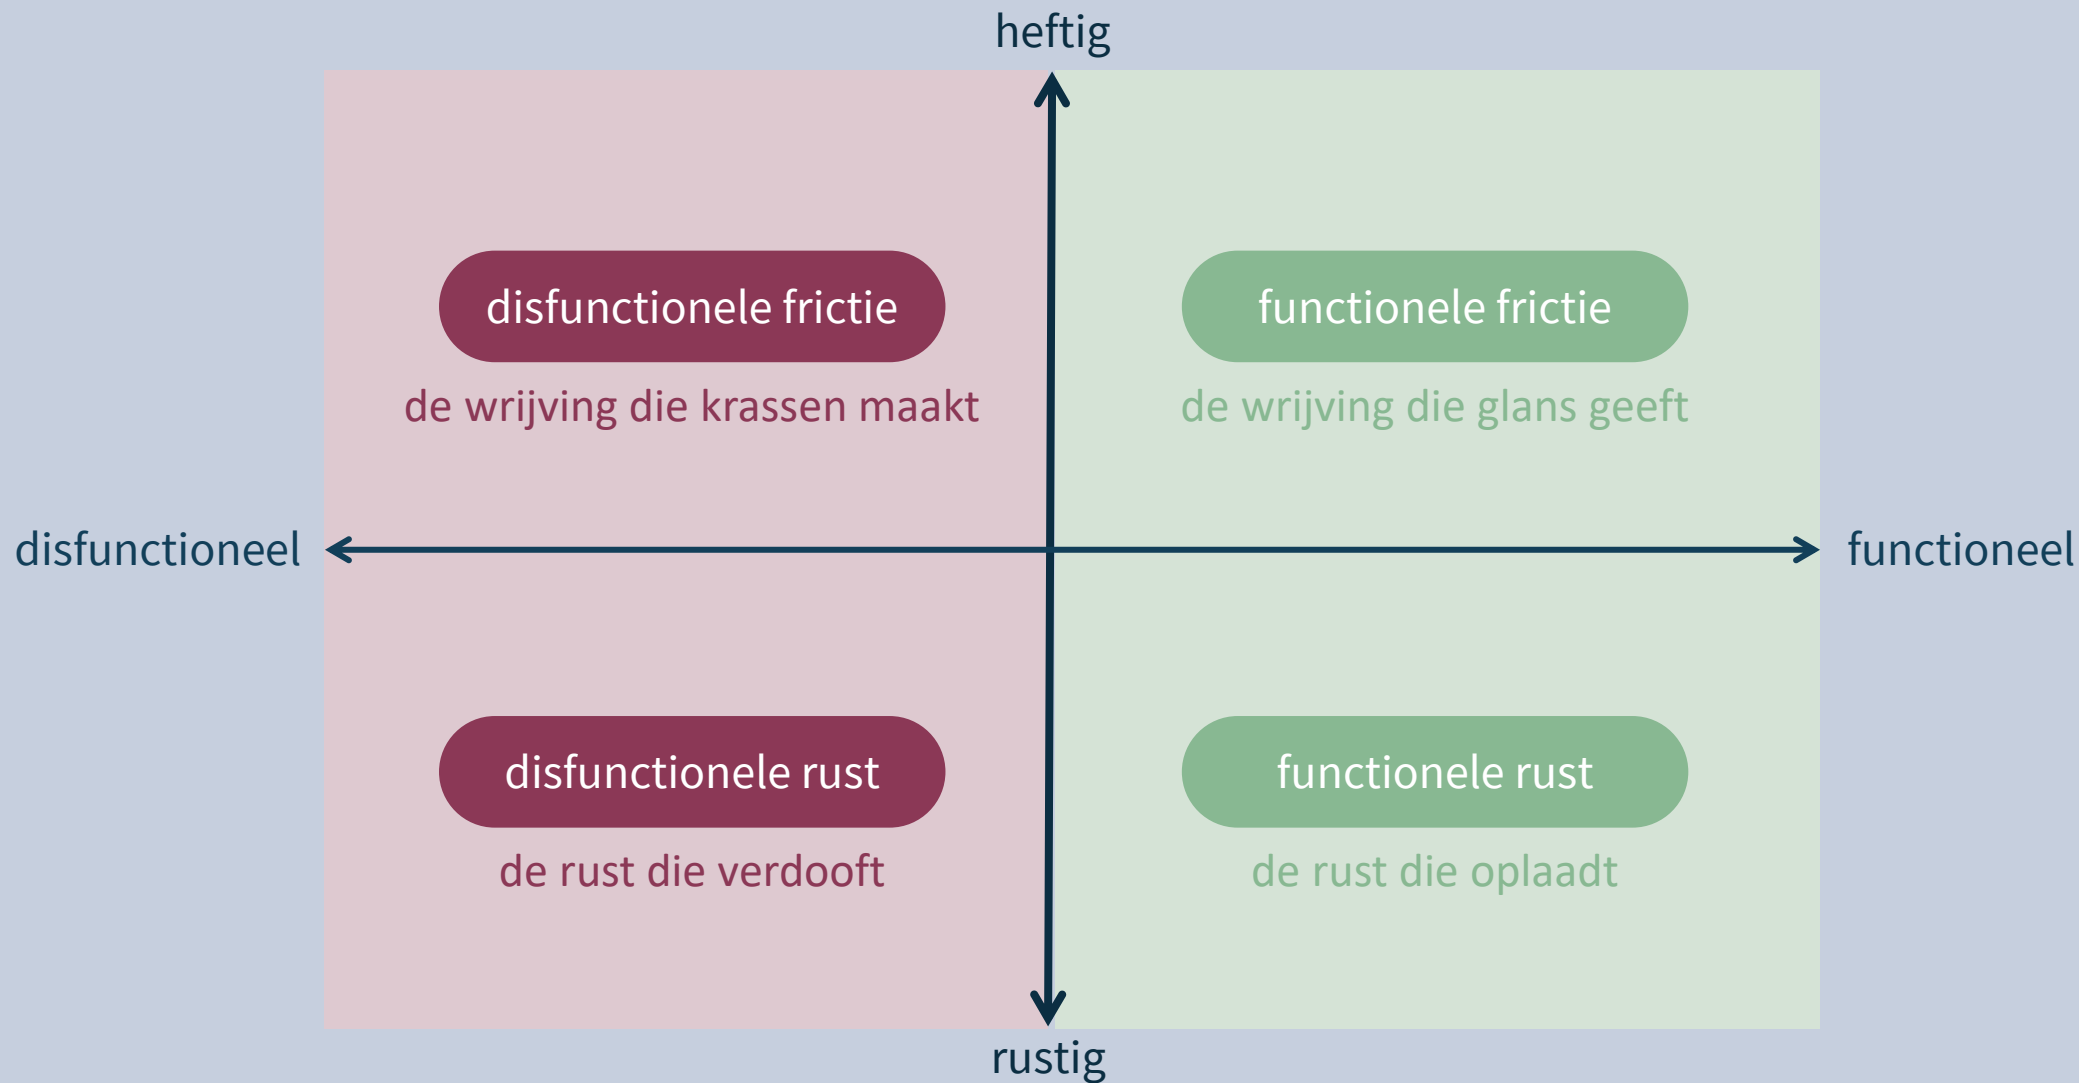 heftig
disfunctionele frictie
functionele frictie
de wrijving die krassen maakt
de wrijving die glans geeft
disfunctioneel
functioneel
disfunctionele rust
functionele rust
de rust die verdooft
de rust die oplaadt
rustig